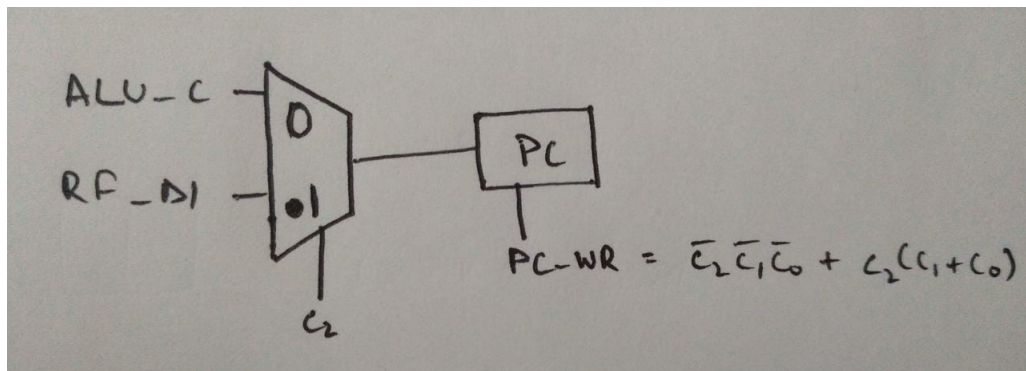 ALU_C
0
PC
RF_D1
1
PC_WR = C̄₂C̄₁C̄₀ + C₂(C₁+C₀)
C₂